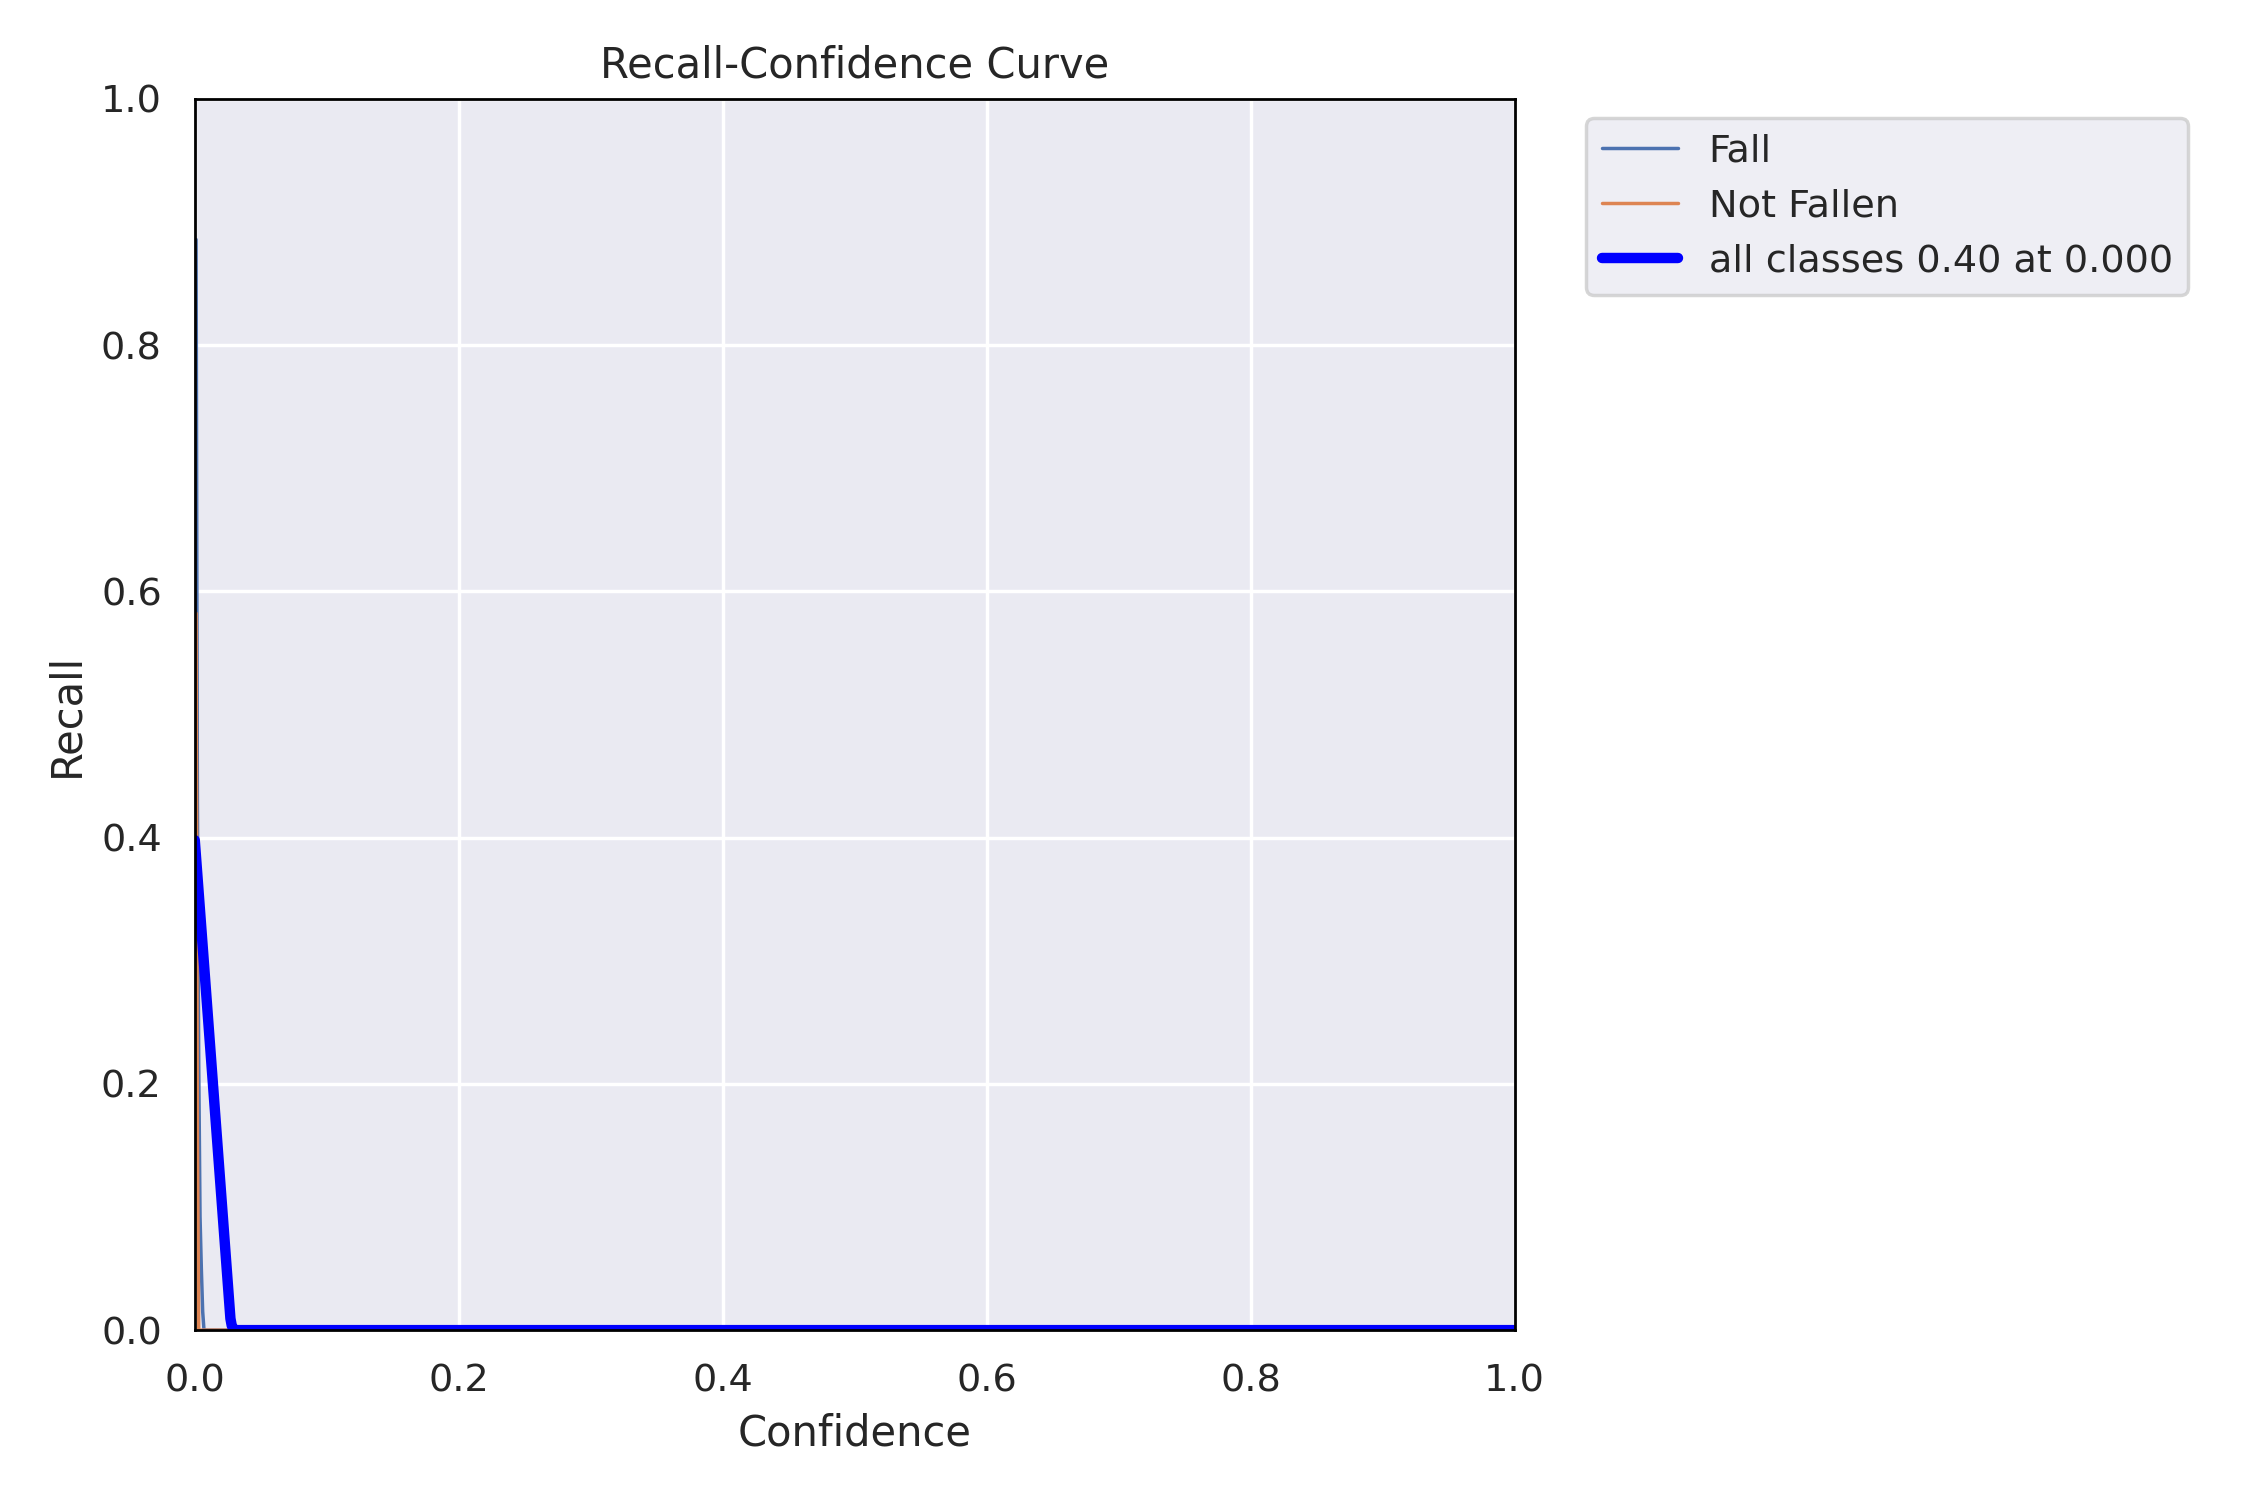 Recall-Confidence Curve
1.0
0.8
0.6
0.4
0.2
0.0
Recall
0.0 0.2 0.4 0.6 0.8 1.0
Confidence
Fall
Not Fallen
all classes 0.40 at 0.000